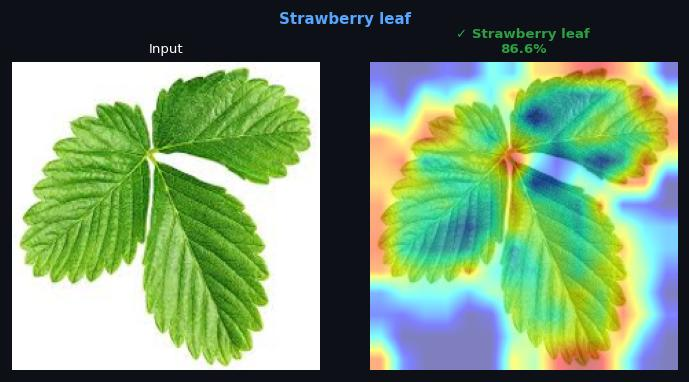 Strawberry leaf
Input
✓ Strawberry leaf
86.6%